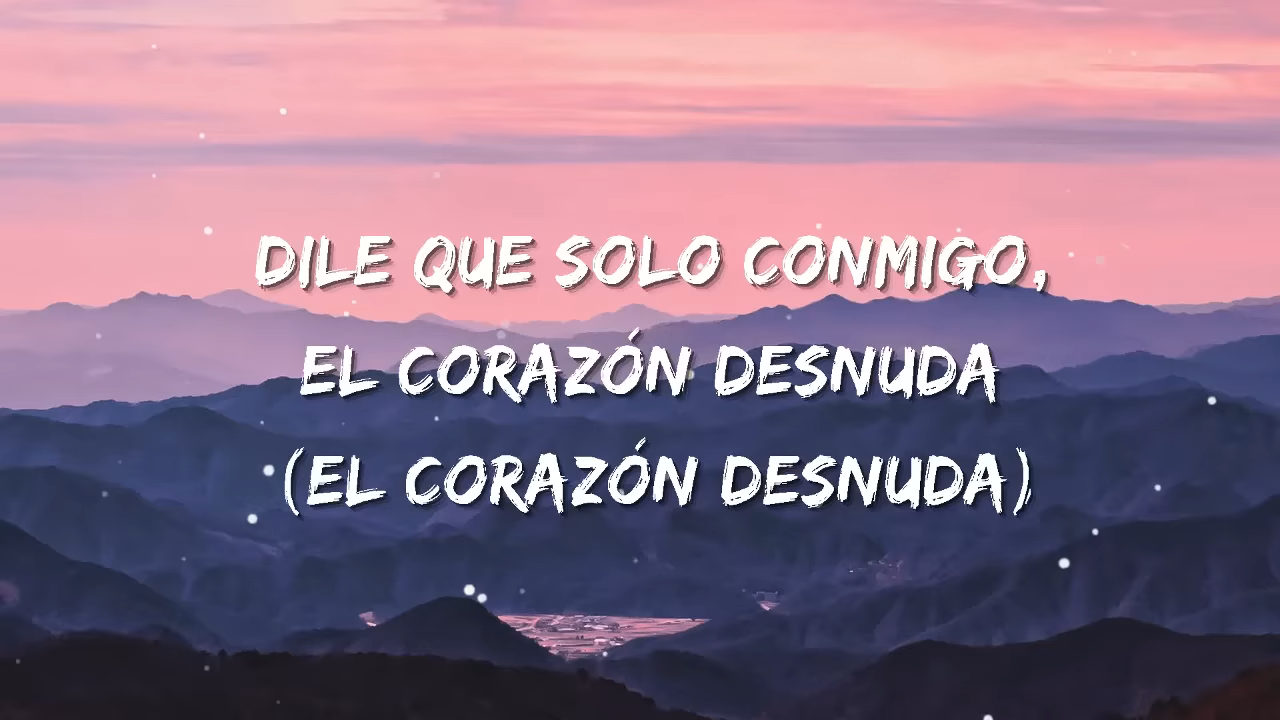 DILE QUE SOLO CONMIGO,
EL CORAZÓN DESNUDA
(EL CORAZÓN DESNUDA)